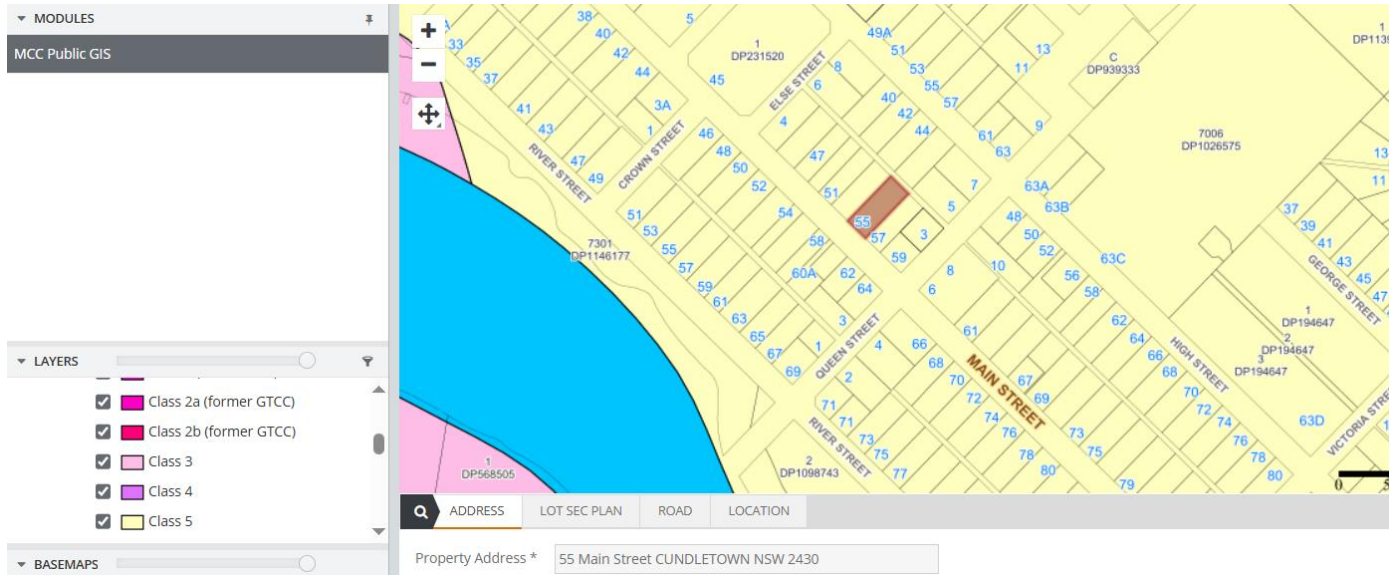 MODULES
MCC Public GIS
LAYERS
Class 2a (former GTCC)
Class 2b (former GTCC)
Class 3
Class 4
Class 5
BASEMAPS
+
−
33
35
37
41
43
47
49
RIVER STREET
38
40
42
44
3A
1
CROWN STREET
5
1
DP231520
45
46
48
50
52
54
58
60A
62
64
3
1
ELSE STREET
8
6
4
47
51
55
57
59
3
5
7
49A
51
53
55
57
61
63
40
42
44
13
11
9
C
DP939333
7006
DP1026575
1
13
11
63A
63B
63C
63D
48
50
52
56
58
62
64
66
68
70
72
74
76
78
80
HIGH STREET
10
8
6
61
67
69
73
75
79
MAIN STREET
66
68
70
72
74
76
78
80
QUEEN STREET
4
2
71
71
73
75
77
RIVER STREET
51
53
55
57
59
61
63
65
67
69
7301
DP1146177
1
DP568505
2
DP1098743
37
39
41
43
45
47
GEORGE STREET
1
DP194647
2
DP194647
3
DP194647
0
ADDRESS
LOT SEC PLAN
ROAD
LOCATION
Property Address *
55 Main Street CUNDLETOWN NSW 2430